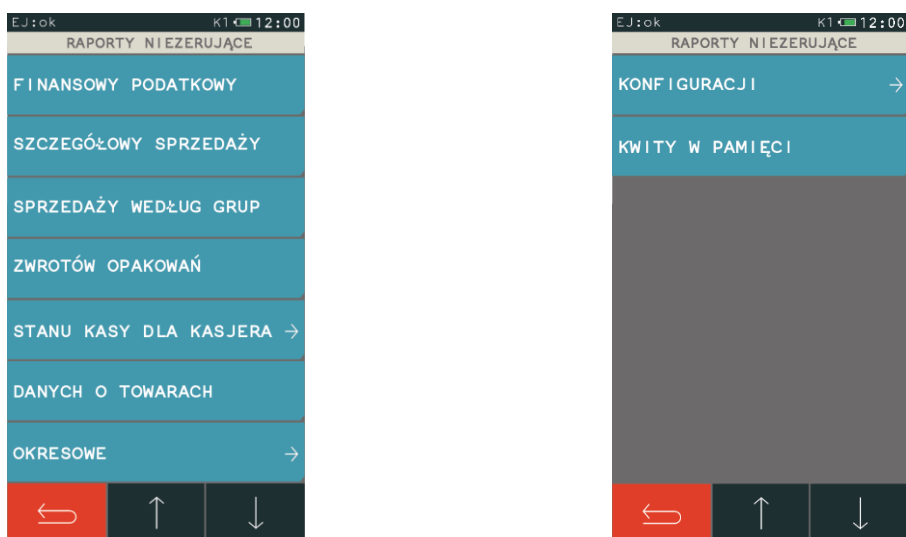 EJ:ok K1 12:00
RAPORTY NIEZERUJĄCE
FINANSOWY PODATKOWY
SZCZEGÓŁOWY SPRZEDAŻY
SPRZEDAŻY WEDŁUG GRUP
ZWROTÓW OPAKOWAŃ
STANU KASY DLA KASJERA →
DANYCH O TOWARACH
OKRESOWE →
EJ:ok K1 12:00
RAPORTY NIEZERUJĄCE
KONFIGURACJI →
KWITY W PAMIĘCI